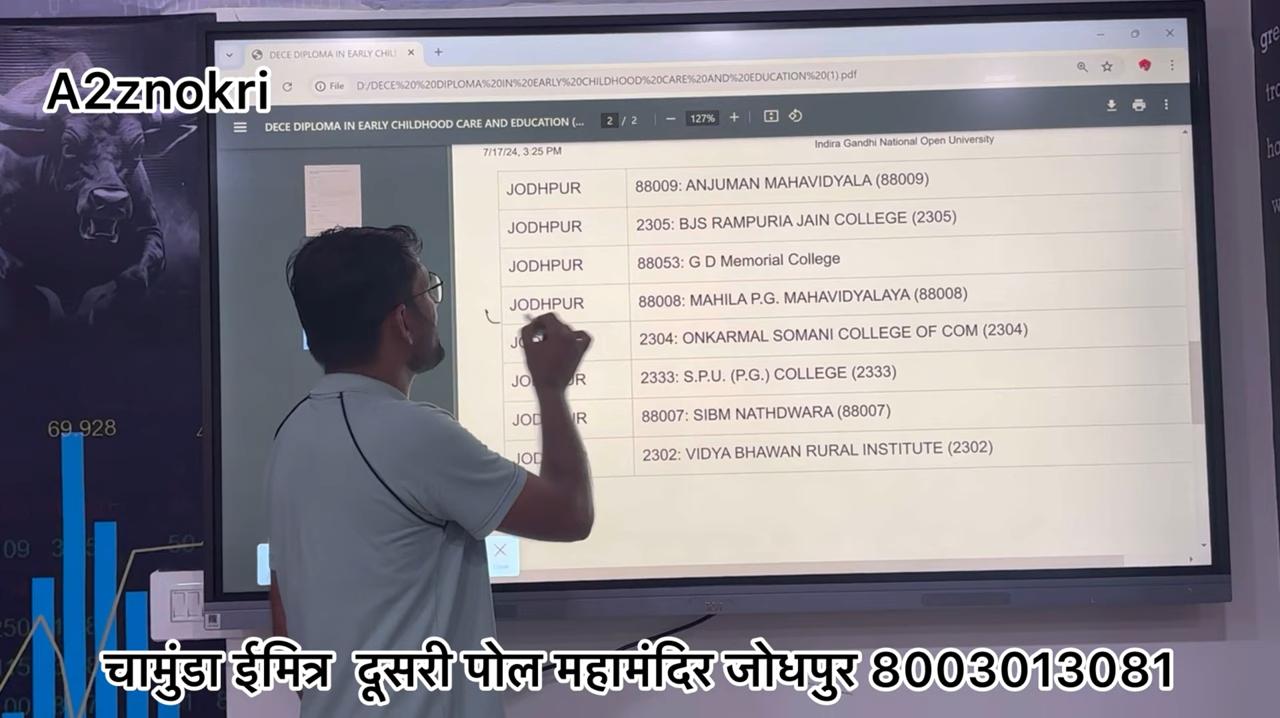 DECE DIPLOMA IN EARLY CHIL
A2znokri
File D:/DECE%20%20DIPLOMA%20IN%20EARLY%20CHILDHOOD%20CARE%20AND%20EDUCATION%20(1).pdf
DECE DIPLOMA IN EARLY CHILDHOOD CARE AND EDUCATION (... 2 / 2 — 127% +
7/17/24, 3:25 PM Indira Gandhi National Open University
JODHPUR 88009: ANJUMAN MAHAVIDYALA (88009)
JODHPUR 2305: BJS RAMPURIA JAIN COLLEGE (2305)
JODHPUR 88053: G D Memorial College
JODHPUR 88008: MAHILA P.G. MAHAVIDYALAYA (88008)
2304: ONKARMAL SOMANI COLLEGE OF COM (2304)
2333: S.P.U. (P.G.) COLLEGE (2333)
88007: SIBM NATHDWARA (88007)
2302: VIDYA BHAWAN RURAL INSTITUTE (2302)
69.928
चामुंडा ईमित्र दूसरी पोल महामंदिर जोधपुर 8003013081